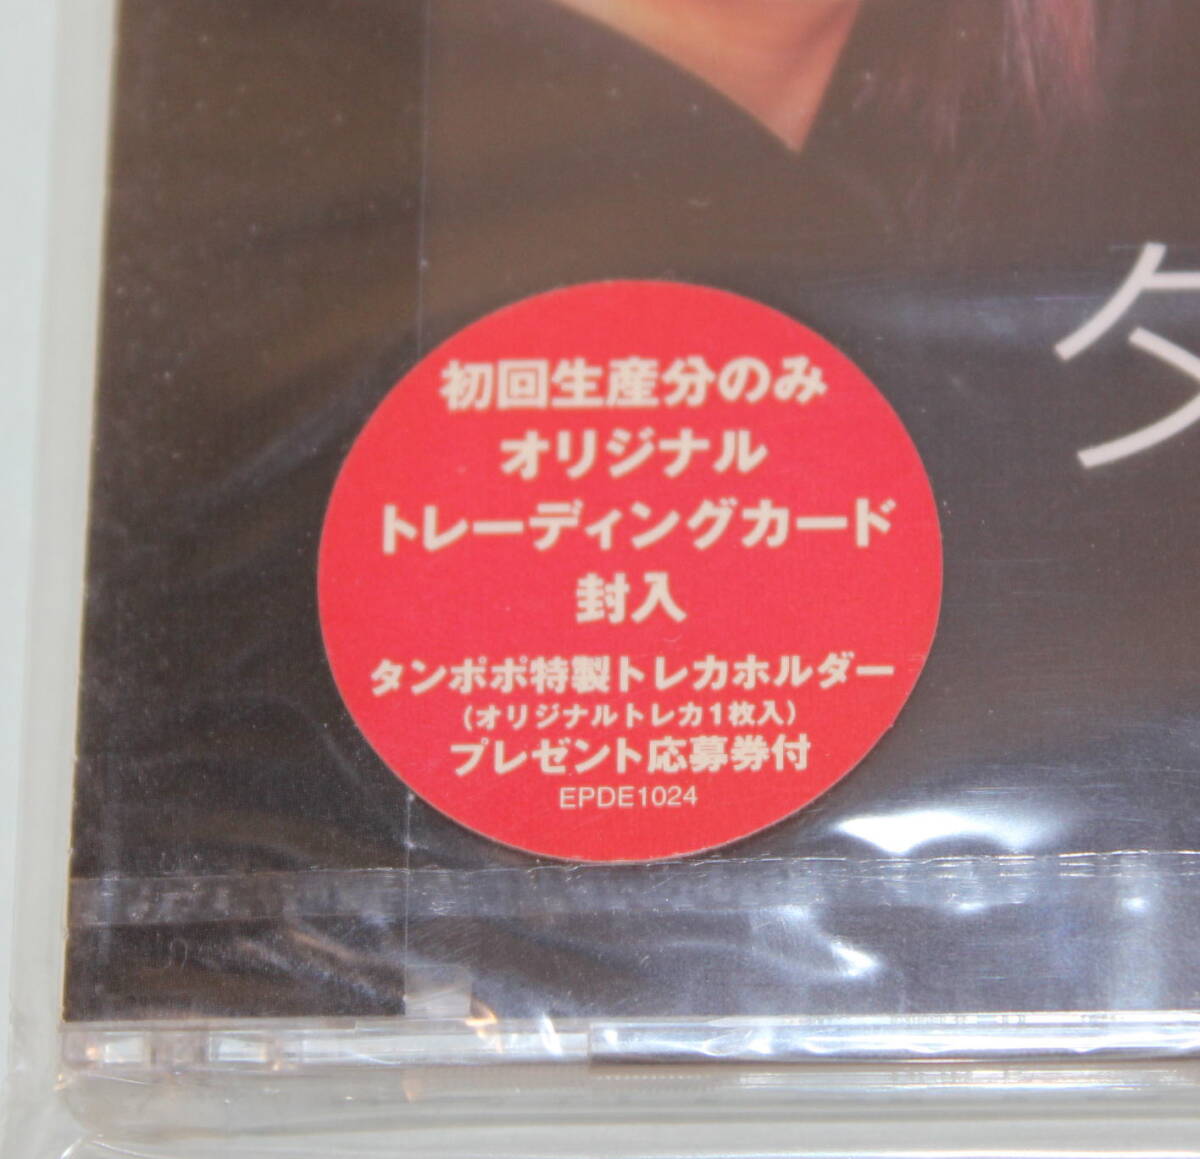 タ
初回生産分のみ
オリジナル
トレーディングカード
封入
タンポポ特製トレカホルダー
(オリジナルトレカ1枚入)
プレゼント応募券付
EPDE1024